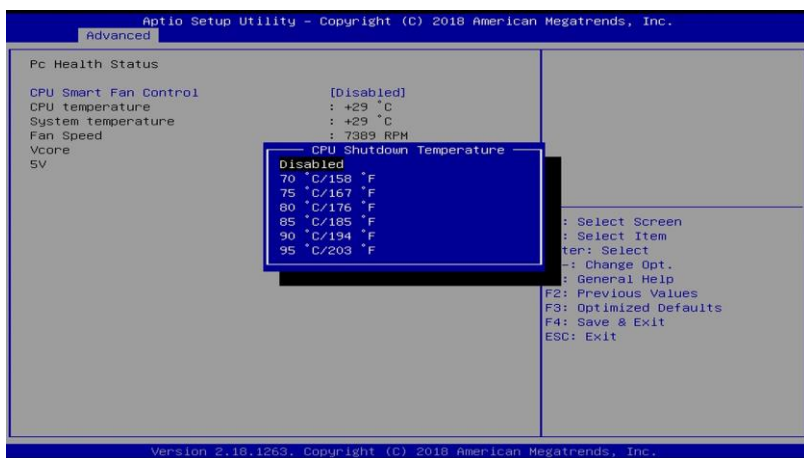 Aptio Setup Utility – Copyright (C) 2018 American Megatrends, Inc.
Advanced
Pc Health Status
CPU Smart Fan Control [Disabled]
CPU temperature : +29 °C
System temperature : +29 °C
Fan Speed : 7389 RPM
Vcore
5V
CPU Shutdown Temperature
Disabled
70 °C/158 °F
75 °C/167 °F
80 °C/176 °F
85 °C/185 °F
90 °C/194 °F
95 °C/203 °F
: Select Screen
: Select Item
ter: Select
-: Change Opt.
: General Help
F2: Previous Values
F3: Optimized Defaults
F4: Save & Exit
ESC: Exit
Version 2.18.1263. Copyright (C) 2018 American Megatrends, Inc.